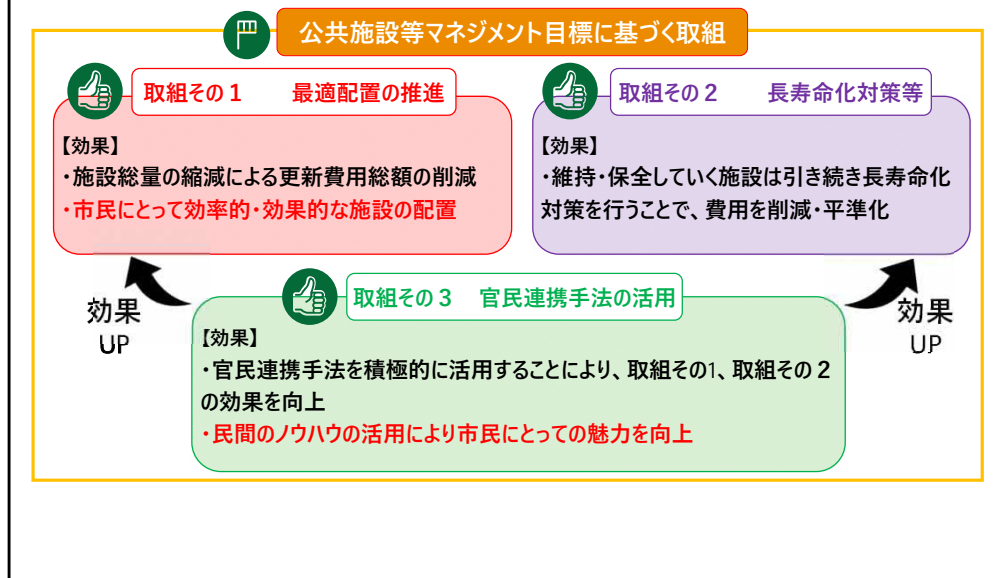 公共施設等マネジメント目標に基づく取組
取組その１　最適配置の推進
【効果】
・施設総量の縮減による更新費用総額の削減
・市民にとって効率的・効果的な施設の配置
取組その２　長寿命化対策等
【効果】
・維持・保全していく施設は引き続き長寿命化
対策を行うことで、費用を削減・平準化
効果
UP
効果
UP
取組その３　官民連携手法の活用
【効果】
・官民連携手法を積極的に活用することにより、取組その1、取組その２
の効果を向上
・民間のノウハウの活用により市民にとっての魅力を向上